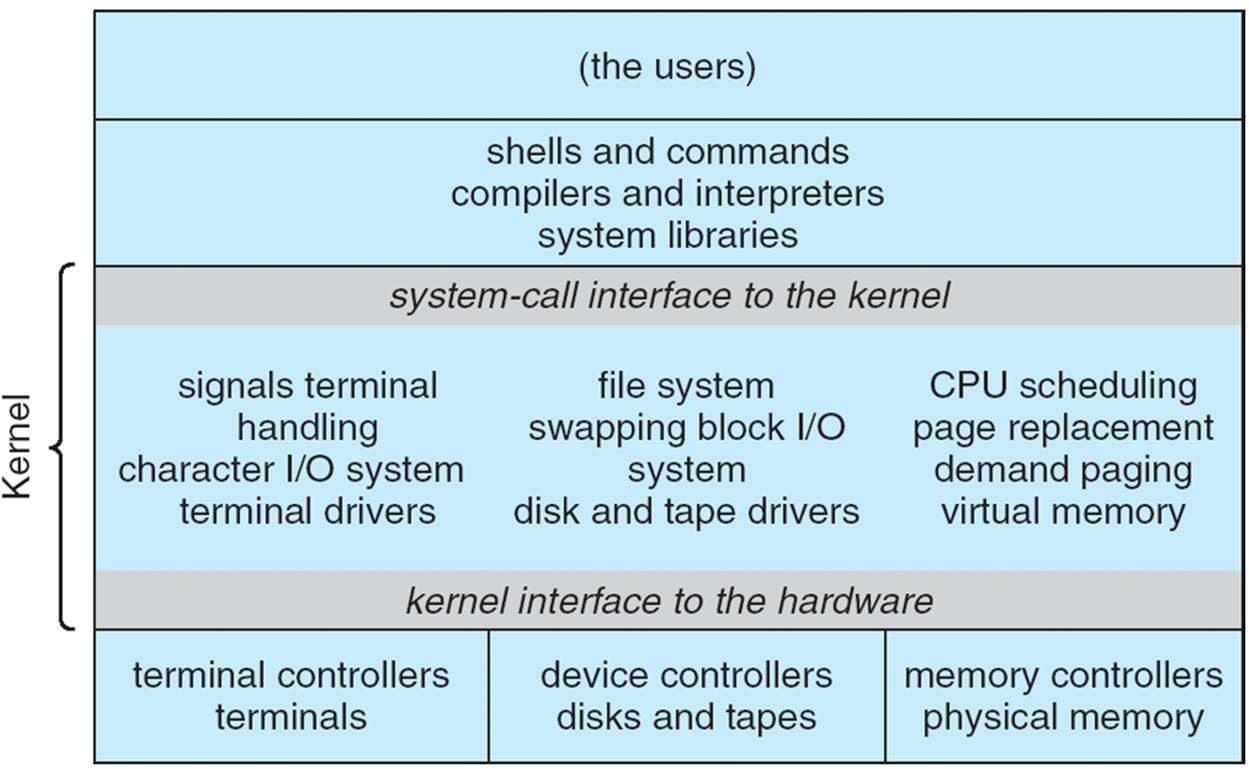 (the users)
shells and commands
compilers and interpreters
system libraries
Kernel
system-call interface to the kernel
signals terminal
handling
character I/O system
terminal drivers
file system
swapping block I/O
system
disk and tape drivers
CPU scheduling
page replacement
demand paging
virtual memory
kernel interface to the hardware
terminal controllers
terminals
device controllers
disks and tapes
memory controllers
physical memory